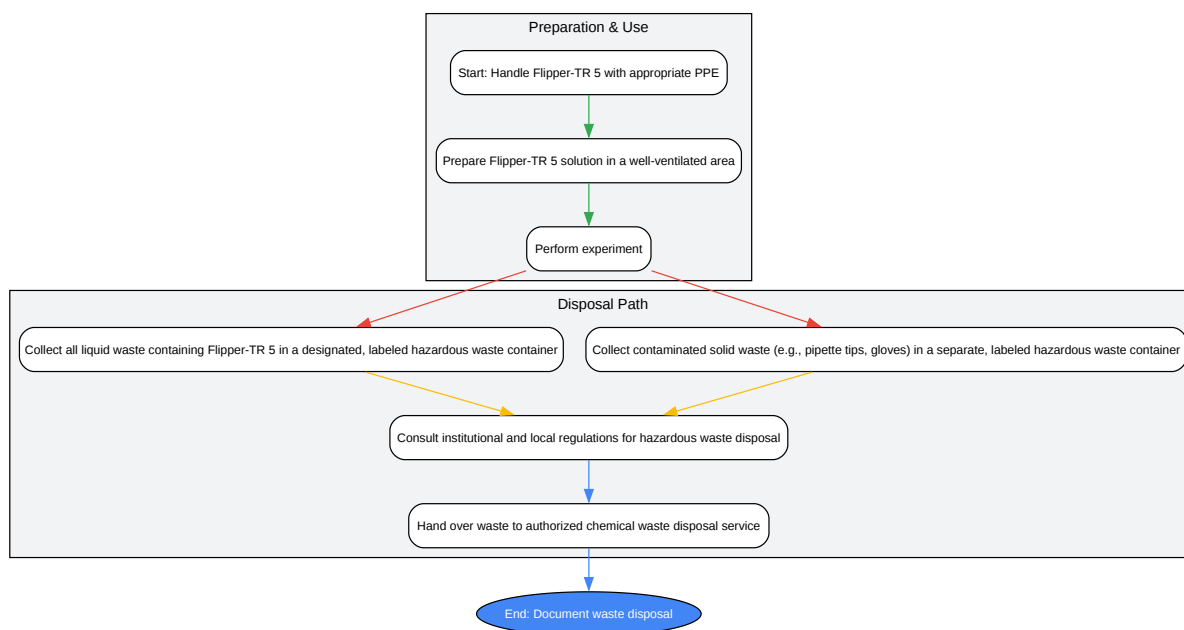 Preparation & Use
Start: Handle Flipper-TR 5 with appropriate PPE
Prepare Flipper-TR 5 solution in a well-ventilated area
Perform experiment
Disposal Path
Collect all liquid waste containing Flipper-TR 5 in a designated, labeled hazardous waste container
Collect contaminated solid waste (e.g., pipette tips, gloves) in a separate, labeled hazardous waste container
Consult institutional and local regulations for hazardous waste disposal
Hand over waste to authorized chemical waste disposal service
End: Document waste disposal